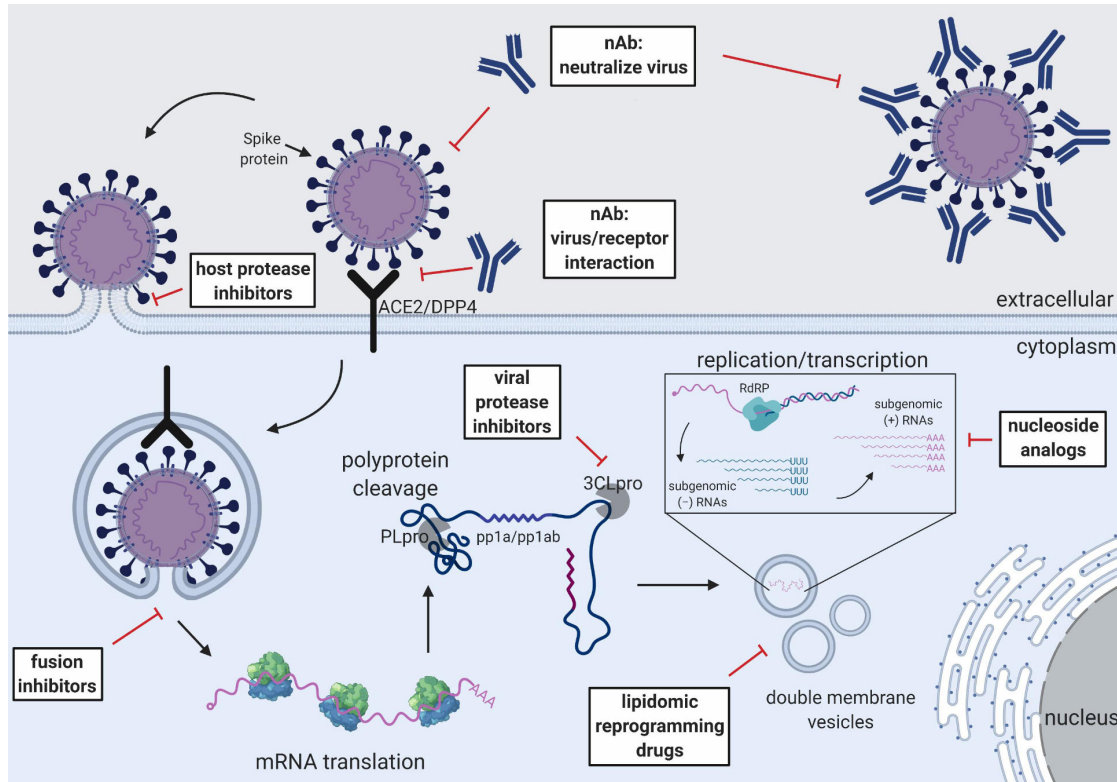 nAb:
neutralize virus
Spike
protein
nAb:
virus/receptor
interaction
host protease
inhibitors
ACE2/DPP4
extracellular
cytoplasm
replication/transcription
RdRP
subgenomic
(+) RNAs
AAA
AAA
AAA
AAA
UUU
UUU
UUU
UUU
subgenomic
(−) RNAs
nucleoside
analogs
viral
protease
inhibitors
polyprotein
cleavage
3CLpro
PLpro
pp1a/pp1ab
fusion
inhibitors
AAA
mRNA translation
lipidomic
reprogramming
drugs
double membrane
vesicles
nucleus